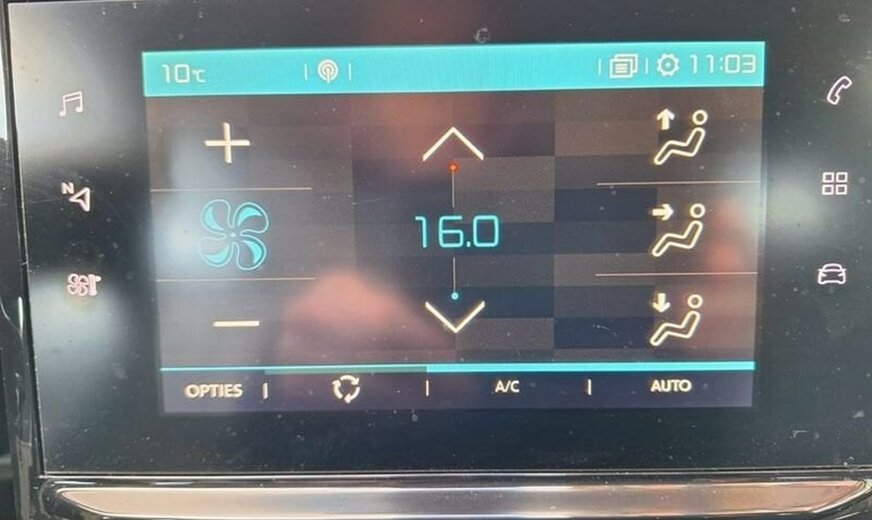 10°C 11:03
N
16.0
OPTIES A/C AUTO